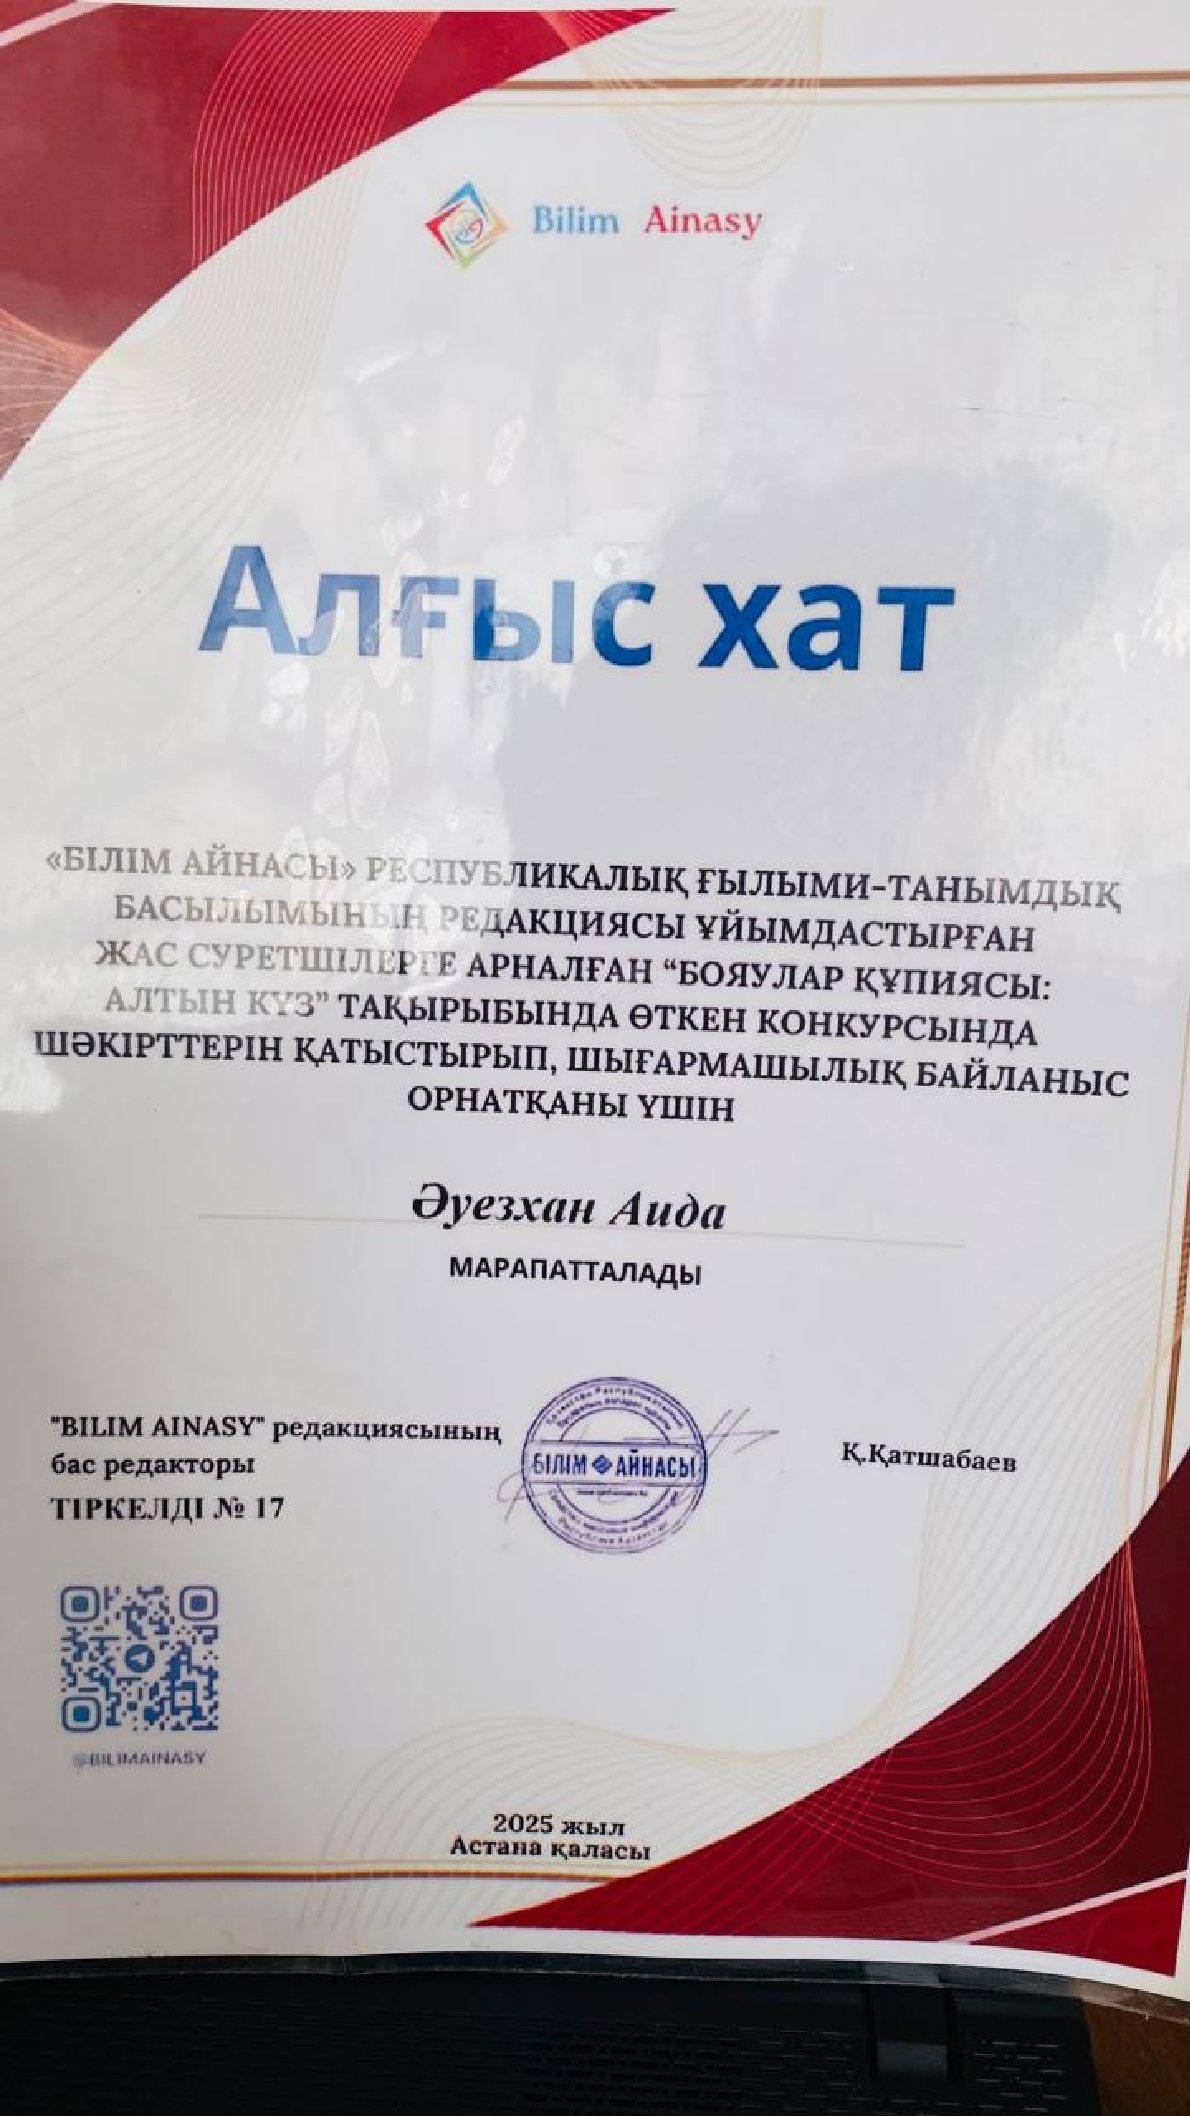 Bilim Ainasy
Алғыс хат
«БІЛІМ АЙНАСЫ» РЕСПУБЛИКАЛЫҚ ҒЫЛЫМИ-ТАНЫМДЫҚ
БАСЫЛЫМЫНЫҢ РЕДАКЦИЯСЫ ҰЙЫМДАСТЫРҒАН
ЖАС СУРЕТШІЛЕРГЕ АРНАЛҒАН “БОЯУЛАР ҚҰПИЯСЫ:
АЛТЫН КҮЗ” ТАҚЫРЫБЫНДА ӨТКЕН КОНКУРСЫНДА
ШӘКІРТТЕРІН ҚАТЫСТЫРЫП, ШЫҒАРМАШЫЛЫҚ БАЙЛАНЫС
ОРНАТҚАНЫ ҮШІН
Әуезхан Аида
МАРАПАТТАЛАДЫ
"BILIM AINASY" редакциясының
бас редакторы
ТІРКЕЛДІ № 17
БІЛІМ АЙНАСЫ
Қ.Қатшабаев
@BILIMAINASY
2025 жыл
Астана қаласы